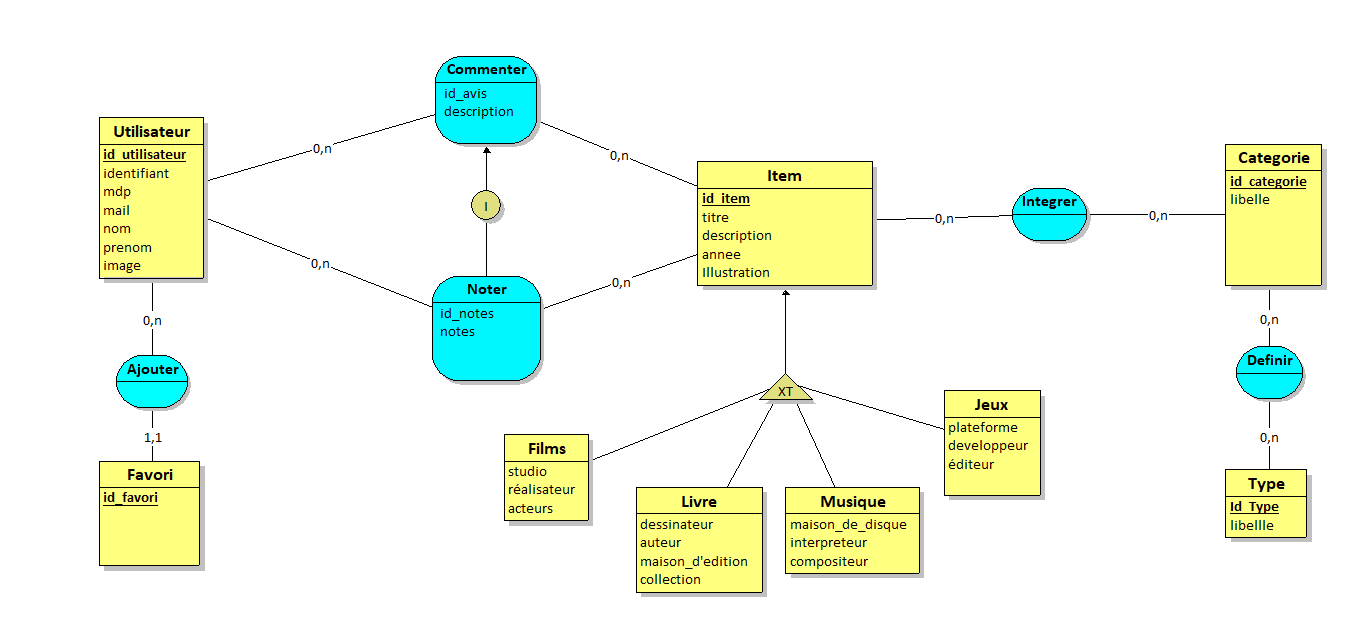 Commenter
id_avis
description
Utilisateur
id_utilisateur
identifiant
mdp
mail
nom
prenom
image
0,n
0,n
I
0,n
0,n
Noter
id_notes
notes
Item
id_item
titre
description
annee
Illustration
0,n
Integrer
0,n
Categorie
id_categorie
libelle
0,n
Ajouter
1,1
Favori
id_favori
XT
Films
studio
réalisateur
acteurs
Livre
dessinateur
auteur
maison_d'edition
collection
Musique
maison_de_disque
interpreteur
compositeur
Jeux
plateforme
developpeur
éditeur
0,n
Definir
0,n
Type
Id_Type
libellle